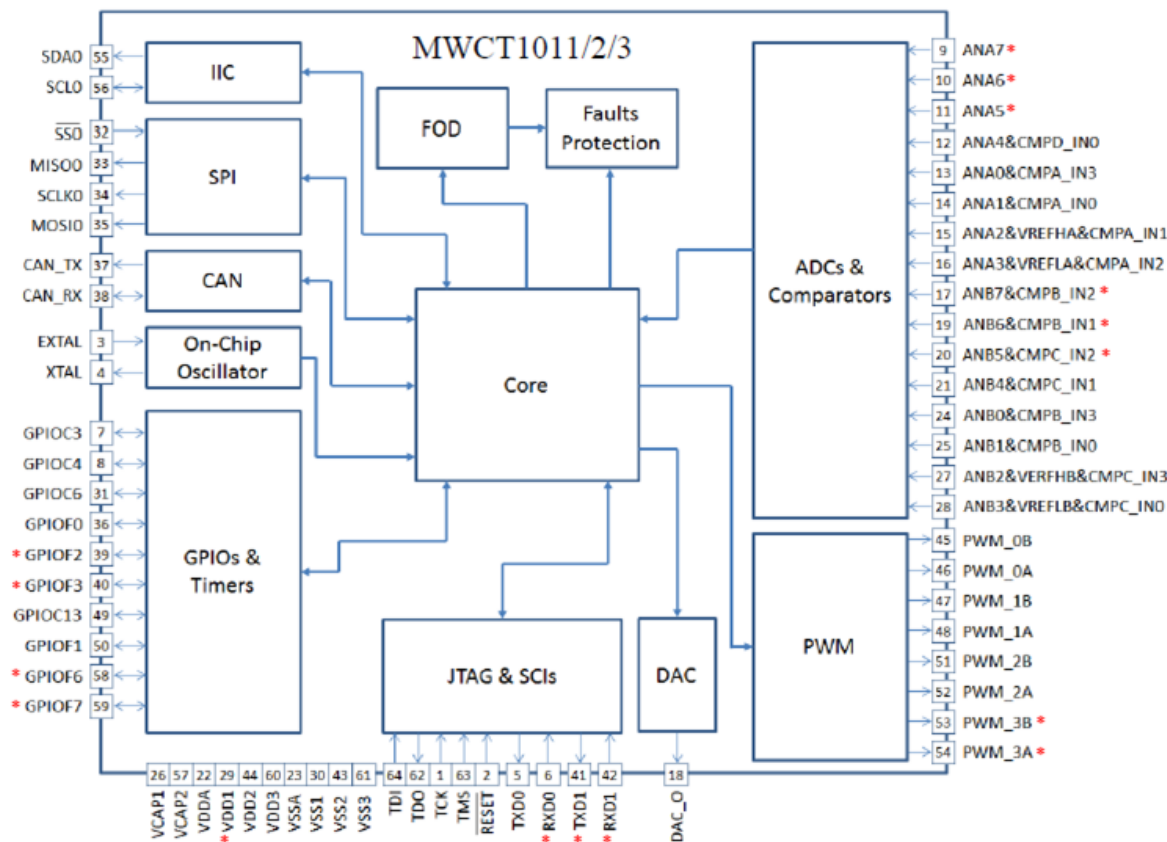 MWCT1011/2/3
SDA0 55
SCL0 56
SS0 32
MISO0 33
SCLK0 34
MOSI0 35
CAN_TX 37
CAN_RX 38
EXTAL 3
XTAL 4
GPIOC3 7
GPIOC4 8
GPIOC6 31
GPIOF0 36
* GPIOF2 39
* GPIOF3 40
GPIOC13 49
GPIOF1 50
* GPIOF6 58
* GPIOF7 59
IIC
SPI
CAN
On-Chip
Oscillator
GPIOs &
Timers
FOD
Faults
Protection
Core
JTAG & SCIs
DAC
ADCs &
Comparators
PWM
9 ANA7*
10 ANA6*
11 ANA5*
12 ANA4&CMPD_IN0
13 ANA0&CMPA_IN3
14 ANA1&CMPA_IN0
15 ANA2&VREFHA&CMPA_IN1
16 ANA3&VREFLA&CMPA_IN2
17 ANB7&CMPB_IN2 *
19 ANB6&CMPB_IN1 *
20 ANB5&CMPC_IN2 *
21 ANB4&CMPC_IN1
24 ANB0&CMPB_IN3
25 ANB1&CMPB_IN0
27 ANB2&VERFHB&CMPC_IN3
28 ANB3&VREFLB&CMPC_IN0
45 PWM_0B
46 PWM_0A
47 PWM_1B
48 PWM_1A
51 PWM_2B
52 PWM_2A
53 PWM_3B *
54 PWM_3A *
26 VCAP1
57 VCAP2
22 VDDA
29 * VDD1
44 VDD2
60 VDD3
23 VSSA
30 VSS1
43 VSS2
61 VSS3
64 TDI
62 TDO
1 TCK
63 TMS
2 RESET
5 TXD0
6 * RXD0
41 * TXD1
42 * RXD1
18 DAC_O